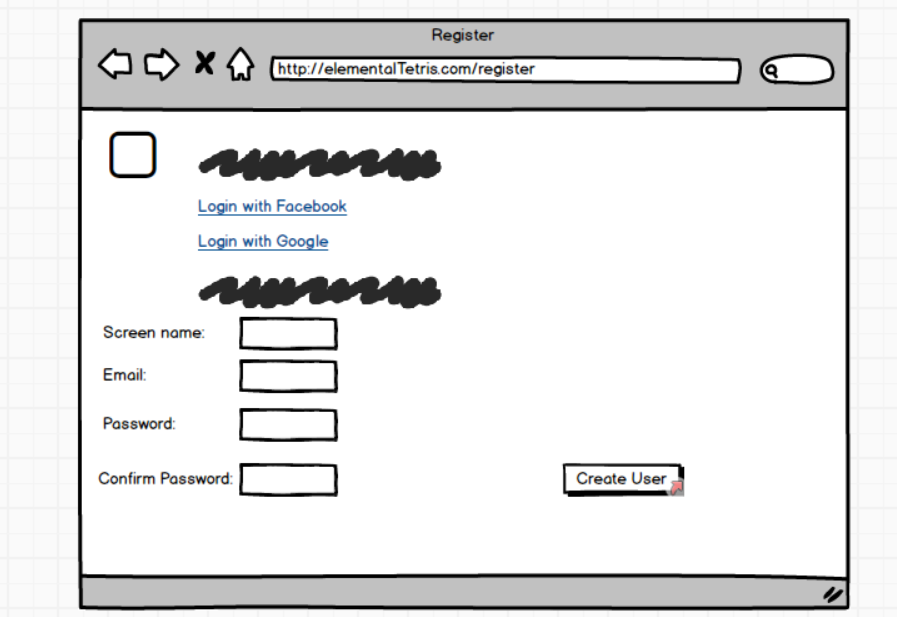 Register
http://elementalTetris.com/register
Login with Facebook
Login with Google
Screen name:
Email:
Password:
Confirm Password:
Create User